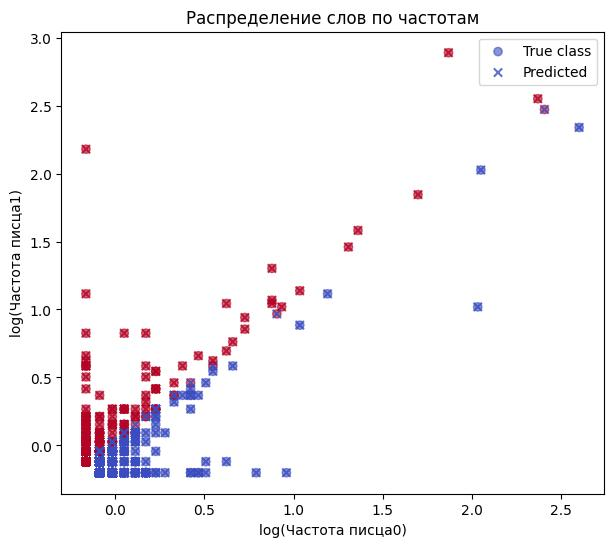 Распределение слов по частотам
True class
Predicted
log(Частота писца1)
3.0
2.5
2.0
1.5
1.0
0.5
0.0
0.0 0.5 1.0 1.5 2.0 2.5
log(Частота писца0)